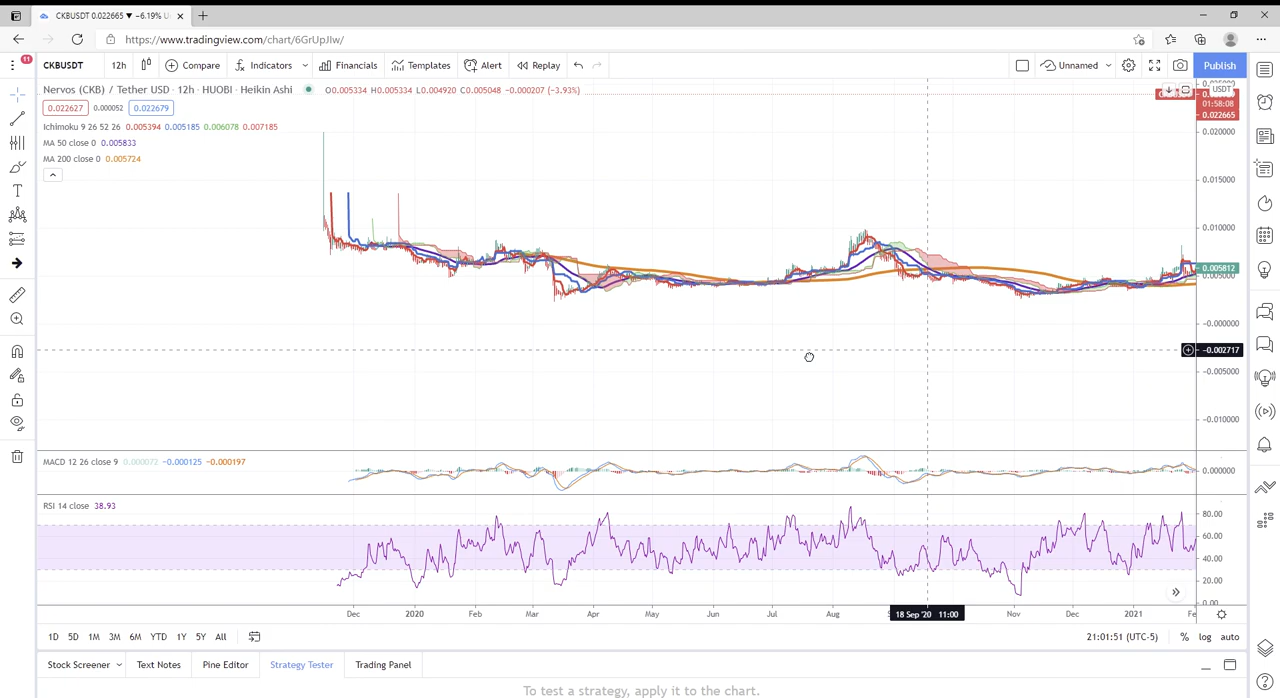 CKBUSDT 0.022665 ▼ −6.19% U
https://www.tradingview.com/chart/6GrUpJIw/
11
CKBUSDT 12h Compare Indicators Financials Templates Alert Replay Unnamed Publish
Nervos (CKB) / Tether USD · 12h · HUOBI · Heikin Ashi O0.005334 H0.005334 L0.004920 C0.005048 −0.000207 (−3.93%)
0.022627 0.000052 0.022679
Ichimoku 9 26 52 26 0.005394 0.005185 0.006078 0.007185
MA 50 close 0 0.005833
MA 200 close 0 0.005724
USDT
01:58:08
0.022665
0.020000
0.015000
0.010000
0.005812
0.005000
−0.000000
−0.002717
−0.005000
−0.010000
MACD 12 26 close 9 0.000072 −0.000125 −0.000197
0.000000
RSI 14 close 38.93
80.00
60.00
40.00
20.00
0.00
Dec 2020 Feb Mar Apr May Jun Jul Aug 18 Sep '20 11:00 Nov Dec 2021
1D 5D 1M 3M 6M YTD 1Y 5Y All 21:01:51 (UTC-5) % log auto
Stock Screener Text Notes Pine Editor Strategy Tester Trading Panel
To test a strategy, apply it to the chart.